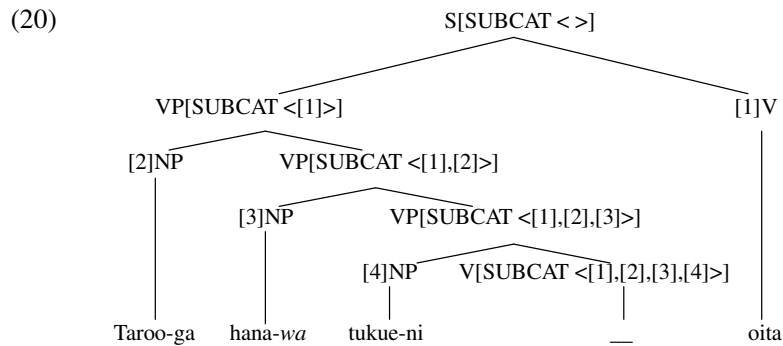 (20) S[SUBCAT < >]
VP[SUBCAT <[1]>] [1]V
[2]NP VP[SUBCAT <[1],[2]>]
[3]NP VP[SUBCAT <[1],[2],[3]>]
[4]NP V[SUBCAT <[1],[2],[3],[4]>]
Taroo-ga hana-wa tukue-ni __ oita